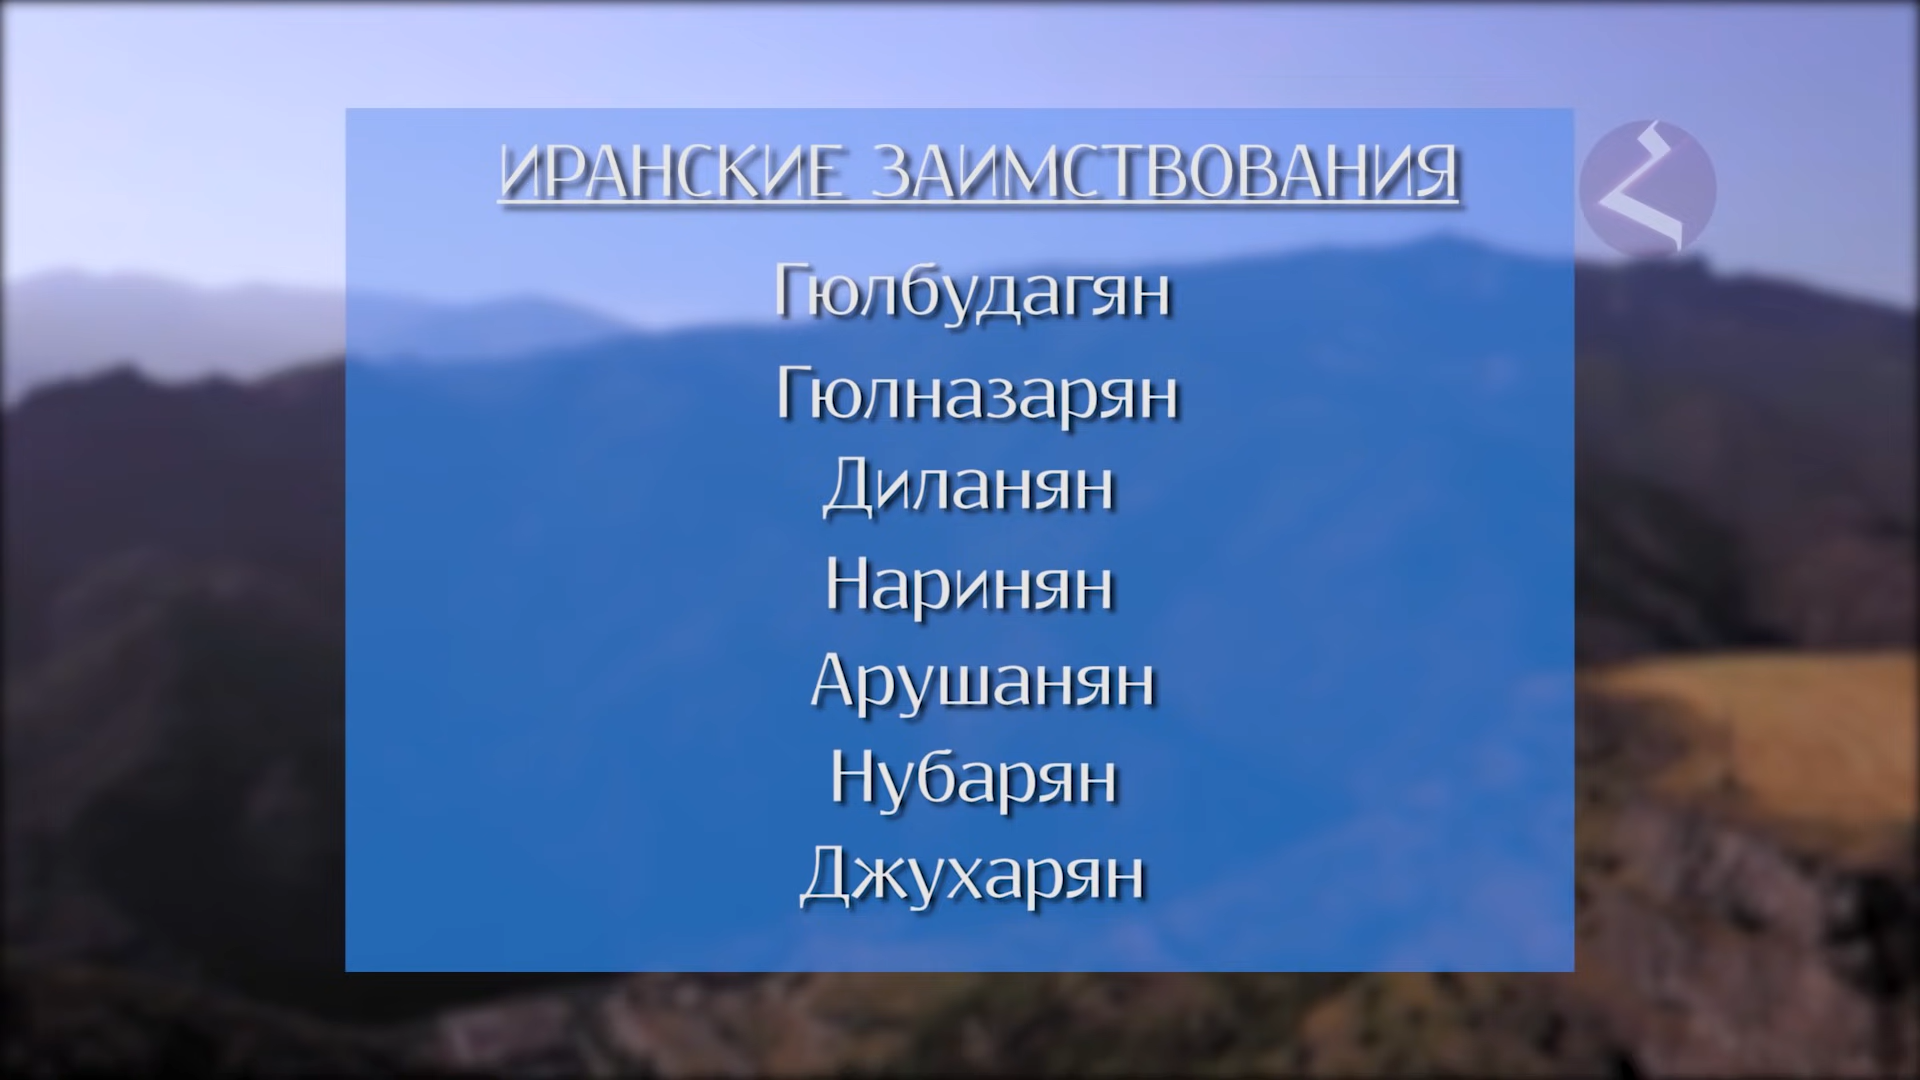 ИРАНСКИЕ ЗАИМСТВОВАНИЯ
Гюлбудагян
Гюлназарян
Диланян
Наринян
Арушанян
Нубарян
Джухарян